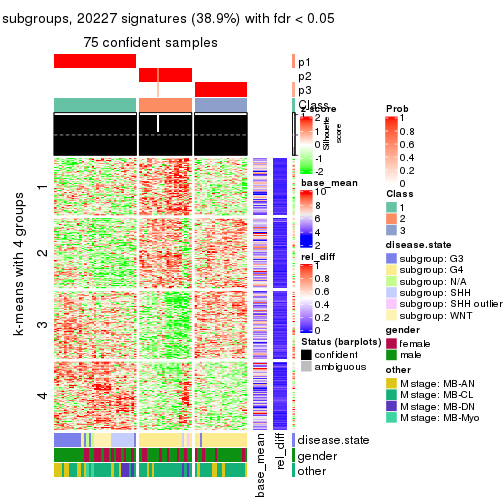 subgroups, 20227 signatures (38.9%) with fdr < 0.05
75 confident samples
p1
p2
p3
Class
z-score
2
1
0
-1
-2
Silhouette
score
base_mean
10
8
6
4
2
rel_diff
1
0.8
0.6
0.4
0.2
0
Status (barplots)
confident
ambiguous
Prob
1
0.8
0.6
0.4
0.2
0
Class
1
2
3
disease.state
subgroup: G3
subgroup: G4
subgroup: N/A
subgroup: SHH
subgroup: SHH outlier
subgroup: WNT
gender
female
male
other
M stage: MB-AN
M stage: MB-CL
M stage: MB-DN
M stage: MB-Myo
k-means with 4 groups
1
2
3
4
base_mean
rel_diff
disease.state
gender
other